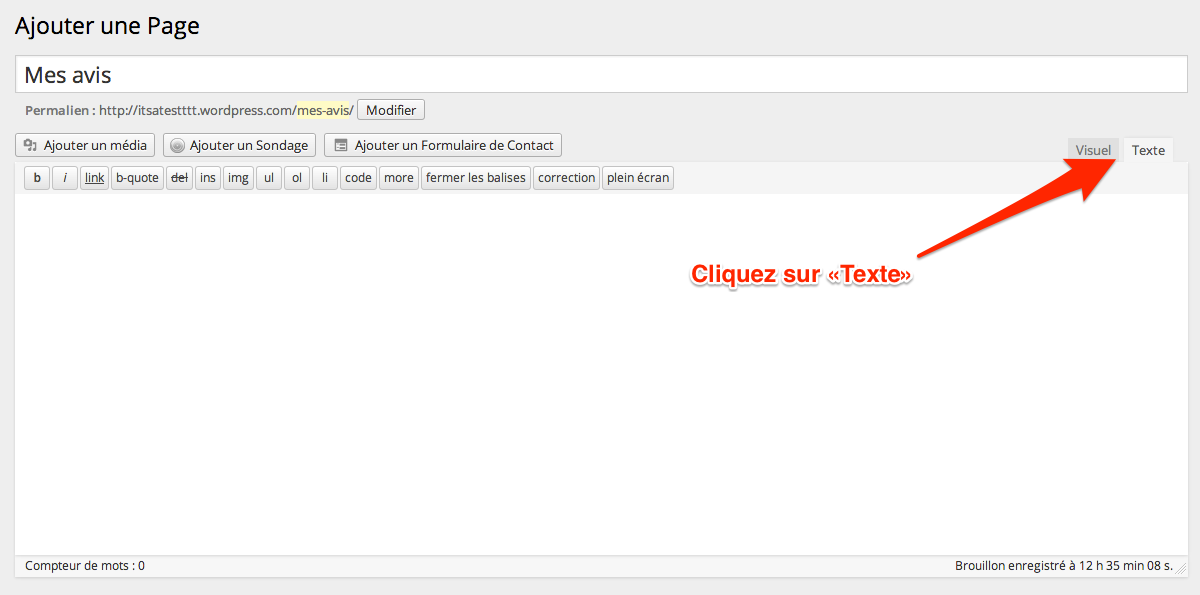 Ajouter une Page
Mes avis
Permalien : http://itsatestttt.wordpress.com/mes-avis/ Modifier
Ajouter un média Ajouter un Sondage Ajouter un Formulaire de Contact Visuel Texte
b i link b-quote del ins img ul ol li code more fermer les balises correction plein écran
Cliquez sur «Texte»
Compteur de mots : 0 Brouillon enregistré à 12 h 35 min 08 s.